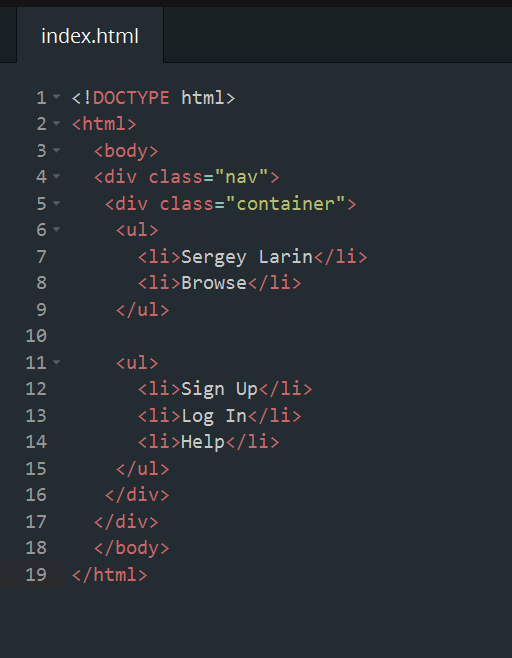 index.html
1 <!DOCTYPE html>
2 <html>
3   <body>
4   <div class="nav">
5    <div class="container">
6     <ul>
7       <li>Sergey Larin</li>
8       <li>Browse</li>
9     </ul>
10
11     <ul>
12       <li>Sign Up</li>
13       <li>Log In</li>
14       <li>Help</li>
15     </ul>
16    </div>
17   </div>
18   </body>
19 </html>